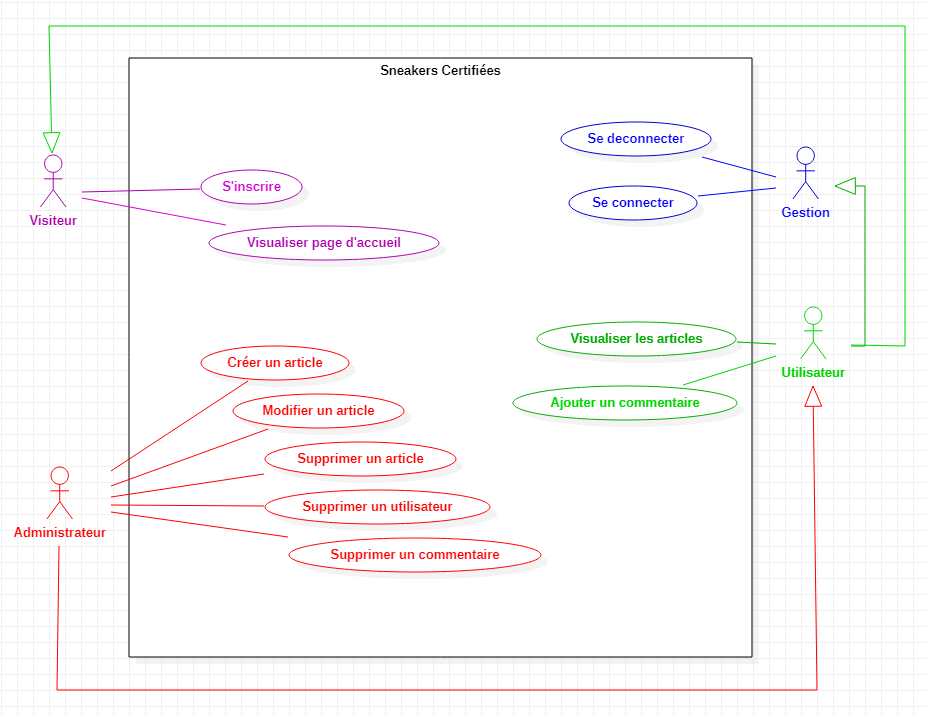 Sneakers Certifiées
Se deconnecter
S'inscrire
Se connecter
Visiteur
Gestion
Visualiser page d'accueil
Visualiser les articles
Créer un article
Utilisateur
Modifier un article
Ajouter un commentaire
Supprimer un article
Supprimer un utilisateur
Administrateur
Supprimer un commentaire